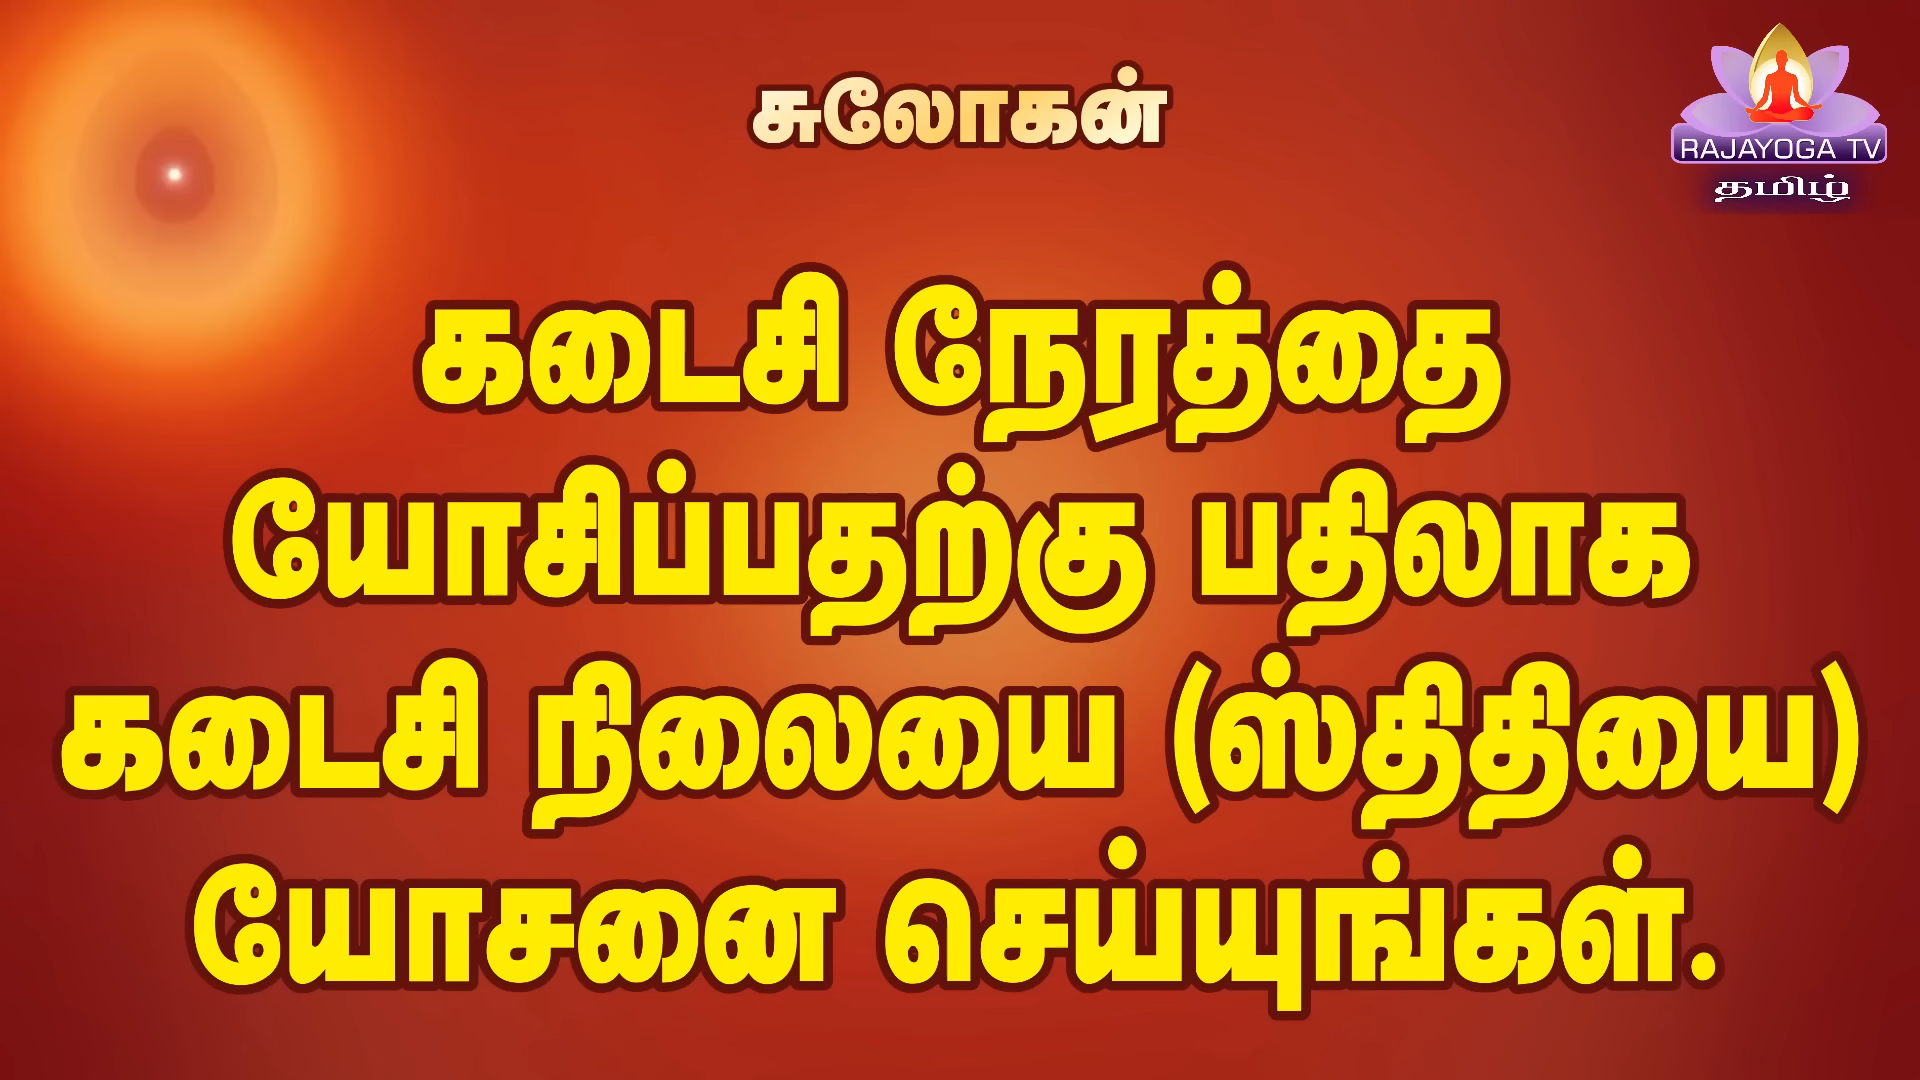 சுலோகன்
RAJAYOGA TV
தமிழ்
கடைசி நேரத்தை
யோசிப்பதற்கு பதிலாக
கடைசி நிலையை (ஸ்திதியை)
யோசனை செய்யுங்கள்.